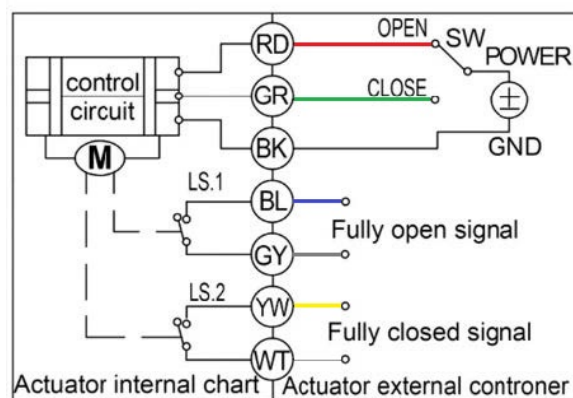 RD
OPEN
SW
POWER
control
circuit
GR
CLOSE
±
GND
BK
M
LS.1
BL
Fully open signal
GY
LS.2
YW
Fully closed signal
WT
Actuator internal chart
Actuator external controner